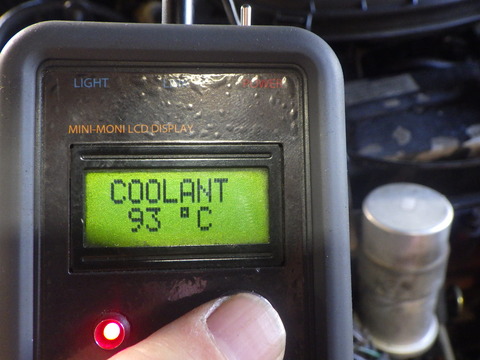 LIGHT
POWER
MINI-MONI LCD DISPLAY
COOLANT
93 °C